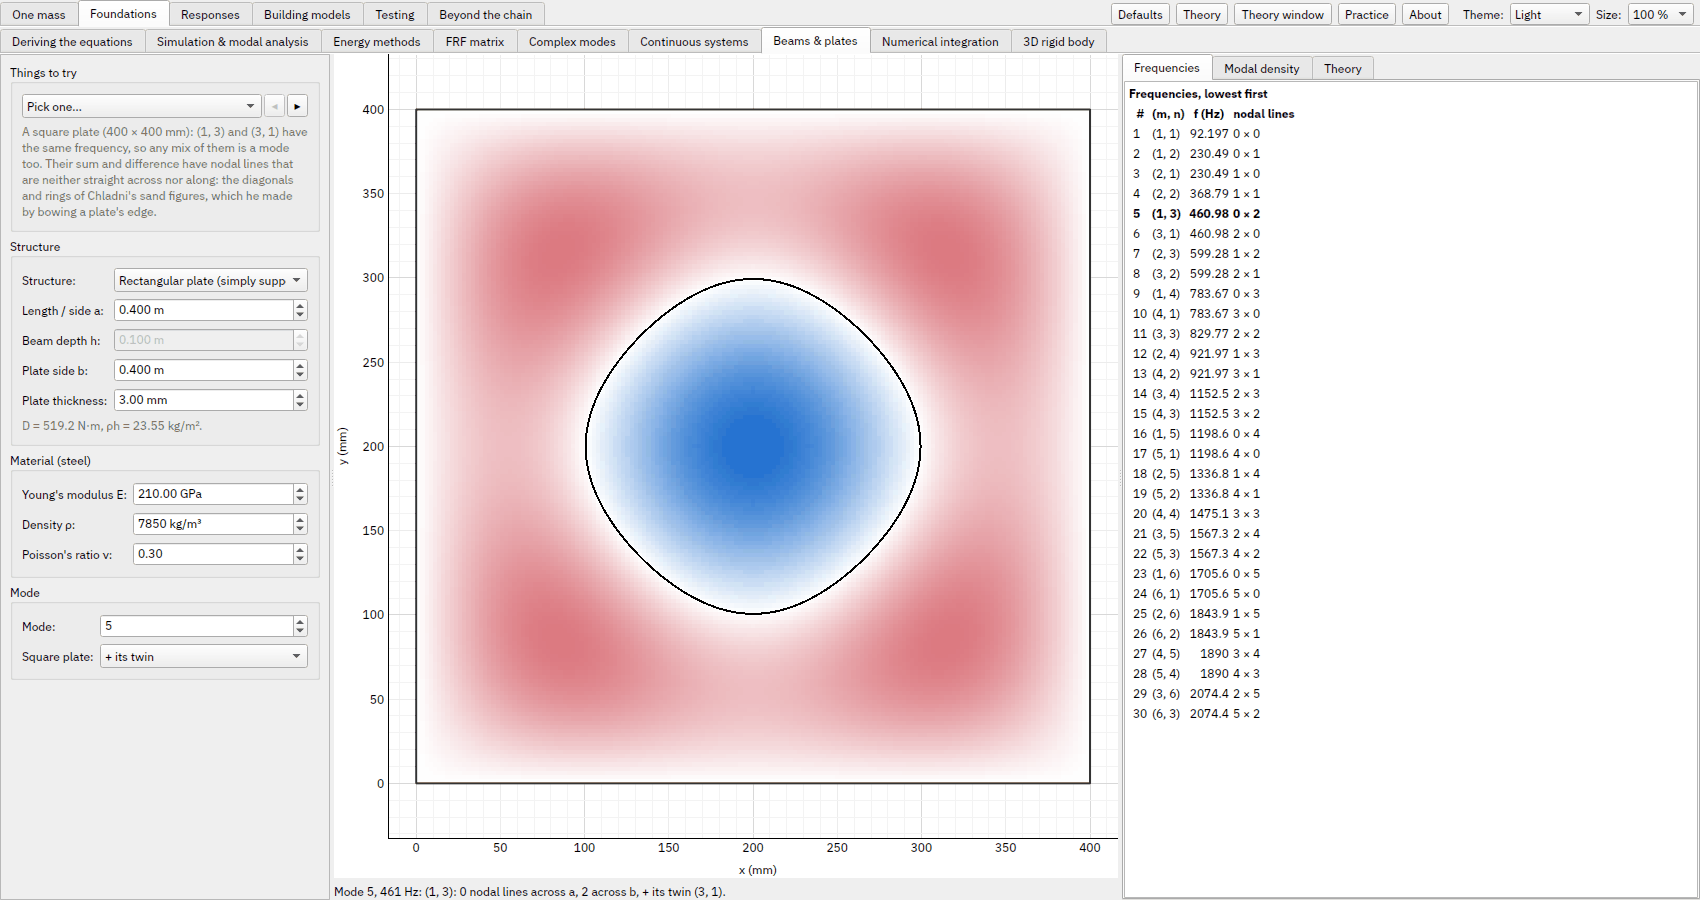 One mass Foundations Responses Building models Testing Beyond the chain Defaults Theory Theory window Practice About Theme: Light Size: 100 %
Deriving the equations Simulation & modal analysis Energy methods FRF matrix Complex modes Continuous systems Beams & plates Numerical integration 3D rigid body
Things to try
Pick one...
A square plate (400 × 400 mm): (1, 3) and (3, 1) have
the same frequency, so any mix of them is a mode
too. Their sum and difference have nodal lines that
are neither straight across nor along: the diagonals
and rings of Chladni's sand figures, which he made
by bowing a plate's edge.
Structure
Structure: Rectangular plate (simply supp
Length / side a: 0.400 m
Beam depth h: 0.100 m
Plate side b: 0.400 m
Plate thickness: 3.00 mm
D = 519.2 N·m, ρh = 23.55 kg/m².
Material (steel)
Young's modulus E: 210.00 GPa
Density ρ: 7850 kg/m³
Poisson's ratio ν: 0.30
Mode
Mode: 5
Square plate: + its twin
400
350
300
250
200
150
100
50
0
y (mm)
0 50 100 150 200 250 300 350 400
x (mm)
Mode 5, 461 Hz: (1, 3): 0 nodal lines across a, 2 across b, + its twin (3, 1).
Frequencies Modal density Theory
Frequencies, lowest first
# (m, n) f (Hz) nodal lines
1 (1, 1) 92.197 0 × 0
2 (1, 2) 230.49 0 × 1
3 (2, 1) 230.49 1 × 0
4 (2, 2) 368.79 1 × 1
5 (1, 3) 460.98 0 × 2
6 (3, 1) 460.98 2 × 0
7 (2, 3) 599.28 1 × 2
8 (3, 2) 599.28 2 × 1
9 (1, 4) 783.67 0 × 3
10 (4, 1) 783.67 3 × 0
11 (3, 3) 829.77 2 × 2
12 (2, 4) 921.97 1 × 3
13 (4, 2) 921.97 3 × 1
14 (3, 4) 1152.5 2 × 3
15 (4, 3) 1152.5 3 × 2
16 (1, 5) 1198.6 0 × 4
17 (5, 1) 1198.6 4 × 0
18 (2, 5) 1336.8 1 × 4
19 (5, 2) 1336.8 4 × 1
20 (4, 4) 1475.1 3 × 3
21 (3, 5) 1567.3 2 × 4
22 (5, 3) 1567.3 4 × 2
23 (1, 6) 1705.6 0 × 5
24 (6, 1) 1705.6 5 × 0
25 (2, 6) 1843.9 1 × 5
26 (6, 2) 1843.9 5 × 1
27 (4, 5) 1890 3 × 4
28 (5, 4) 1890 4 × 3
29 (3, 6) 2074.4 2 × 5
30 (6, 3) 2074.4 5 × 2